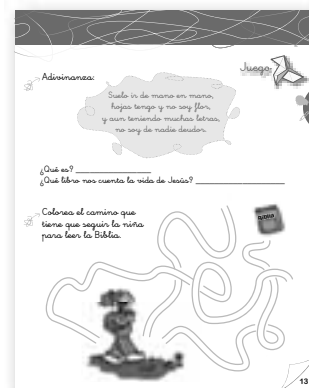 Juego
Adivinanza:
Suelo ir de mano en mano,
hojas tengo y no soy flor,
y aun teniendo muchas letras,
no soy de nadie deudor.
¿Qué es?
¿Qué libro nos cuenta la vida de Jesús?
Colorea el camino que
tiene que seguir la niña
para leer la Biblia.
BIBLIA
13